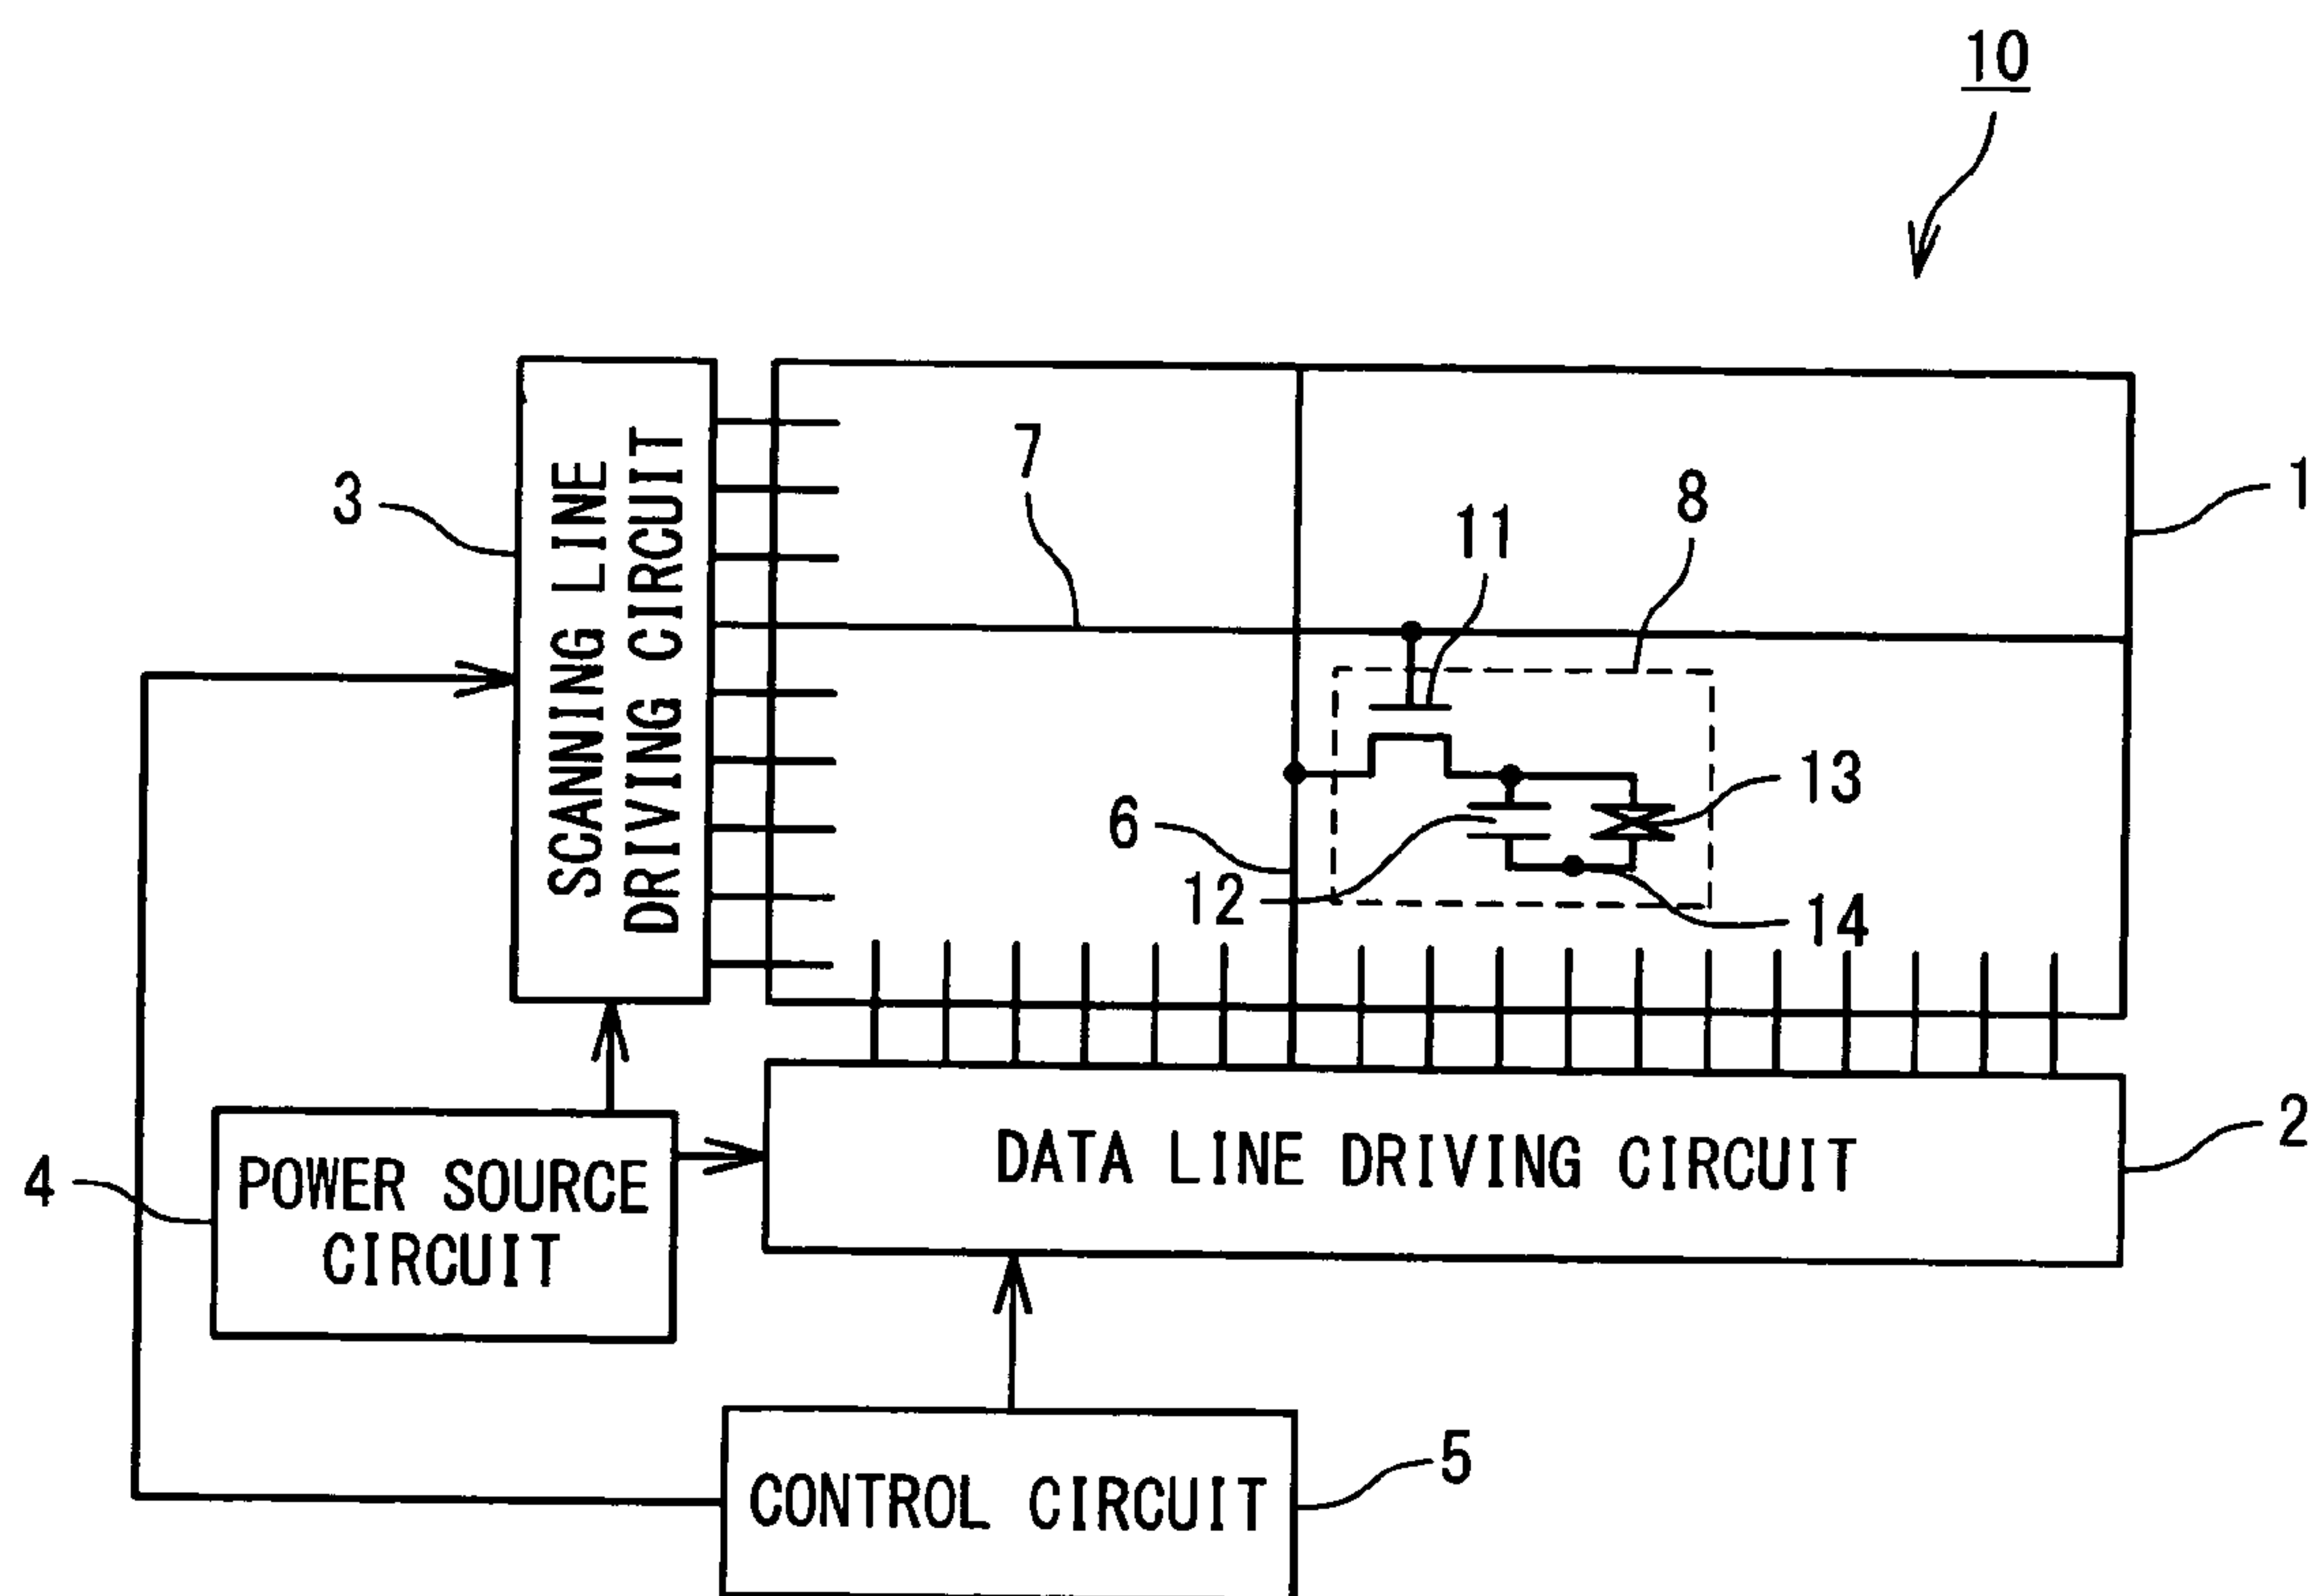 10
SCANNING LINE
DRIVING CIRCUIT
3
7
11
8
1
6
12
13
14
4
POWER SOURCE
CIRCUIT
DATA LINE DRIVING CIRCUIT
2
CONTROL CIRCUIT
5